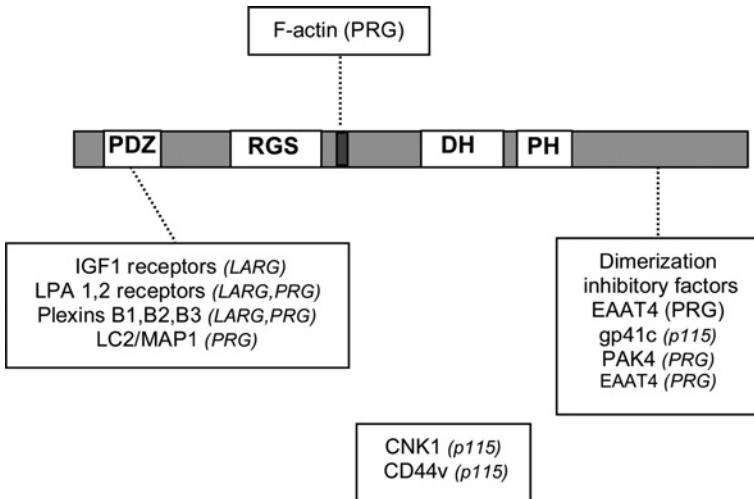 F-actin (PRG)
PDZ RGS DH PH
IGF1 receptors (LARG)
LPA 1,2 receptors (LARG,PRG)
Plexins B1,B2,B3 (LARG,PRG)
LC2/MAP1 (PRG)
Dimerization
inhibitory factors
EAAT4 (PRG)
gp41c (p115)
PAK4 (PRG)
EAAT4 (PRG)
CNK1 (p115)
CD44v (p115)